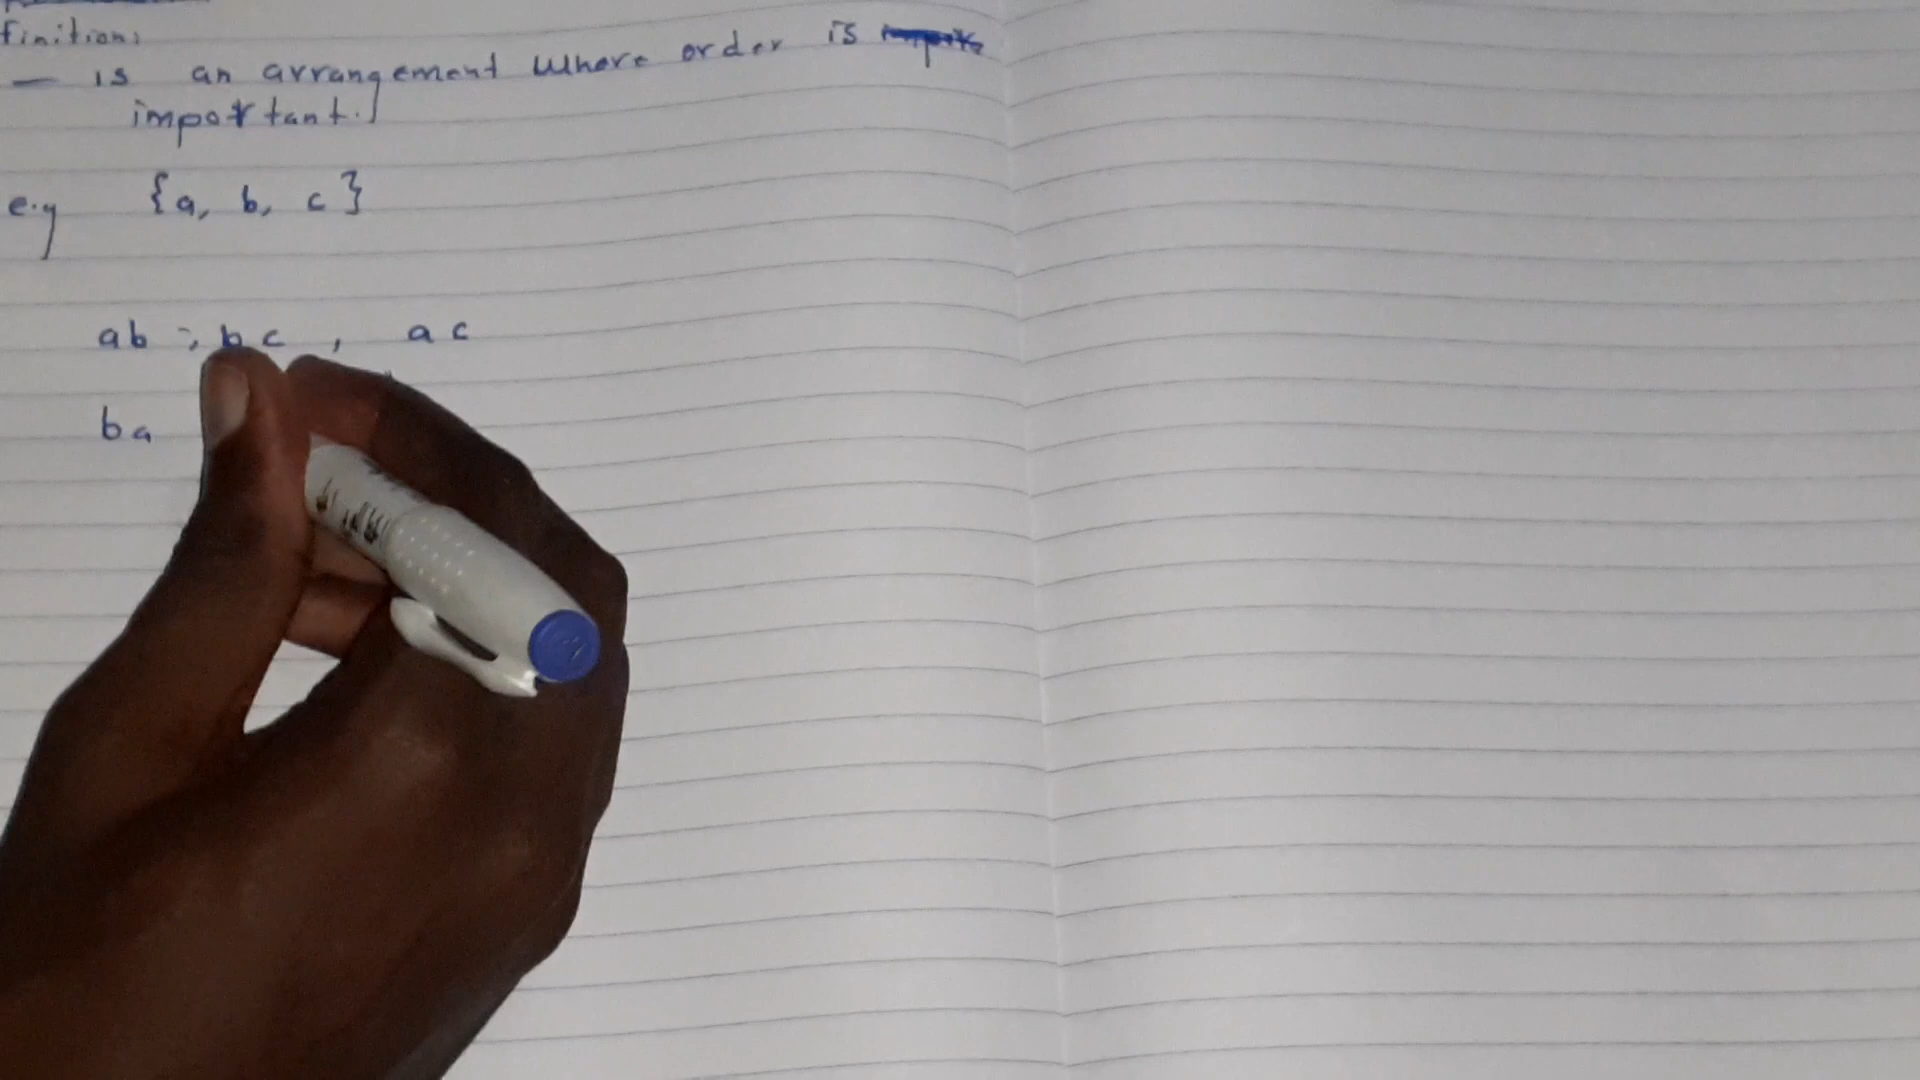 finition:
— is an arrangement where order is
important.
e.g {a, b, c}
ab, bc, ac
ba